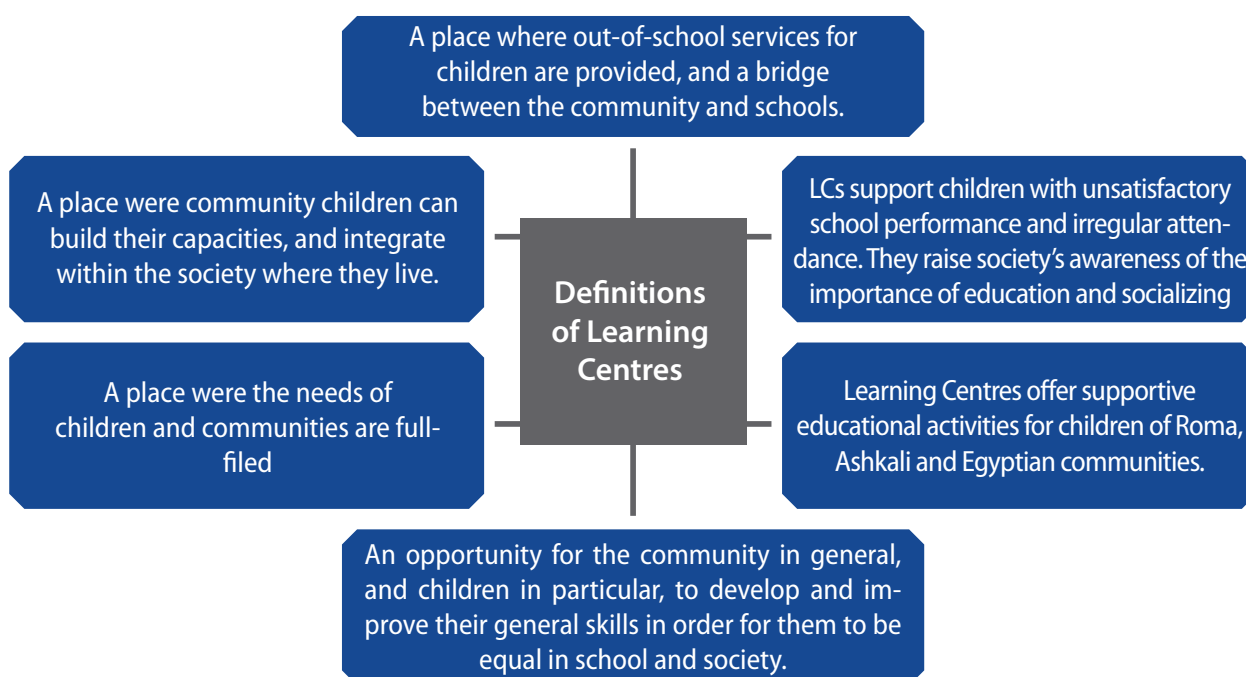 A place where out-of-school services for
children are provided, and a bridge
between the community and schools.
A place were community children can
build their capacities, and integrate
within the society where they live.
LCs support children with unsatisfactory
school performance and irregular atten-
dance. They raise society’s awareness of the
importance of education and socializing
Definitions
of Learning
Centres
A place were the needs of
children and communities are full-
filed
Learning Centres offer supportive
educational activities for children of Roma,
Ashkali and Egyptian communities.
An opportunity for the community in general,
and children in particular, to develop and im-
prove their general skills in order for them to be
equal in school and society.